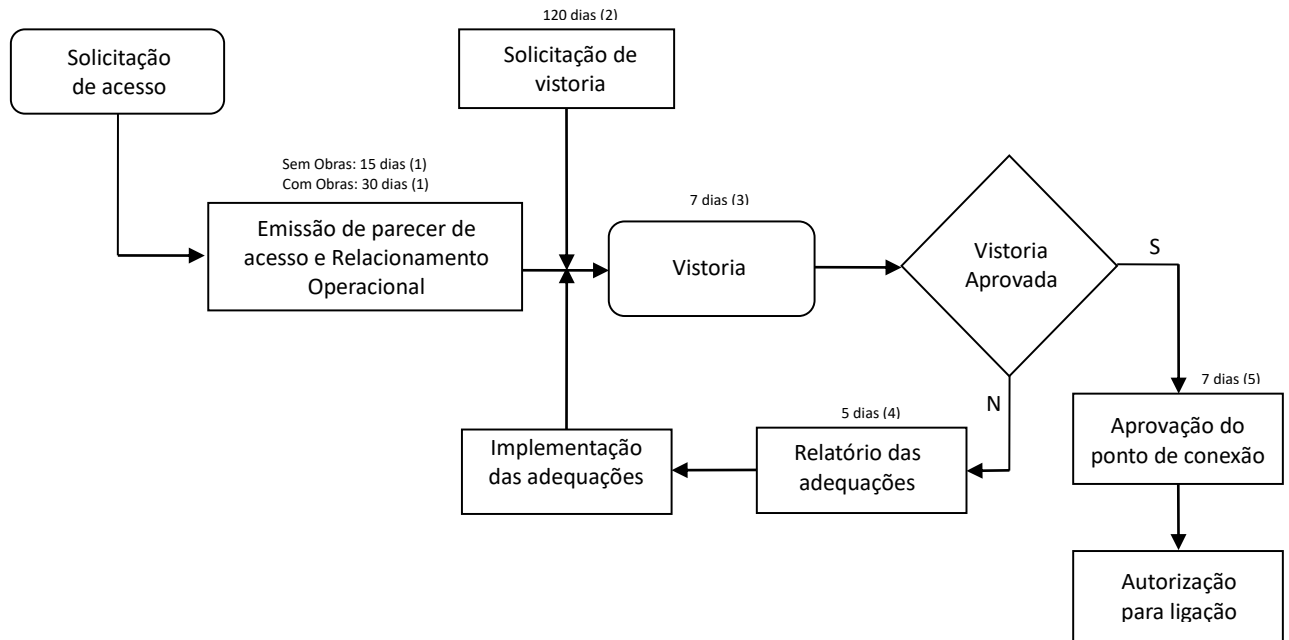 120 dias (2)
Solicitação
de acesso
Solicitação de
vistoria
Sem Obras: 15 dias (1)
Com Obras: 30 dias (1)
Emissão de parecer de
acesso e Relacionamento
Operacional
7 dias (3)
Vistoria
Vistoria
Aprovada
S
N
7 dias (5)
Aprovação do
ponto de conexão
5 dias (4)
Relatório das
adequações
Implementação
das adequações
Autorização
para ligação